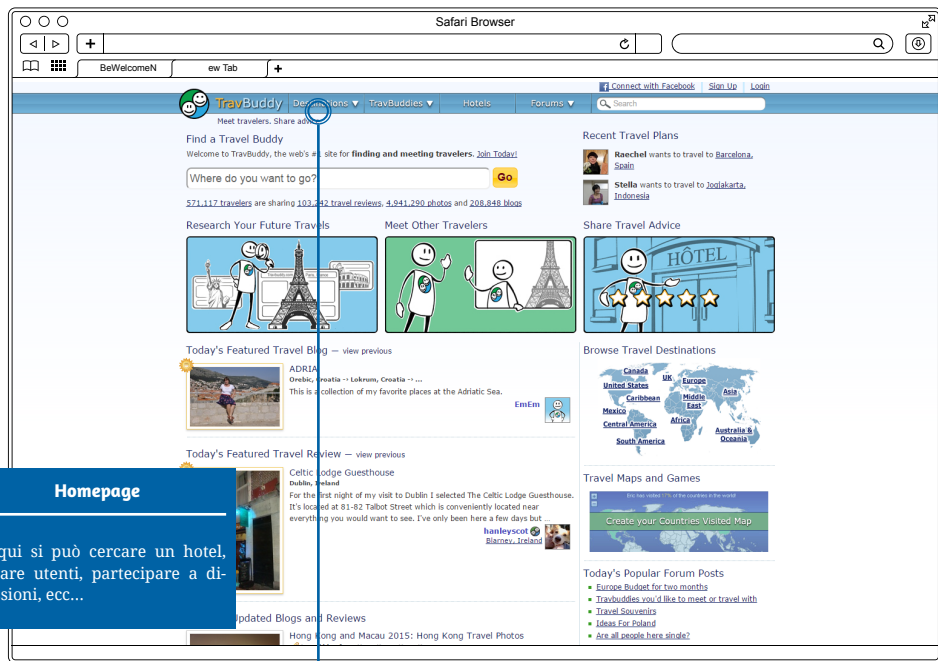 Safari Browser
BeWelcomeN
ew Tab
Connect with Facebook
Sign Up
Login
TravBuddy
Destinations ▼
TravBuddies ▼
Hotels
Forums ▼
Search
Meet travelers. Share
Find a Travel Buddy
Welcome to TravBuddy, the web's #1 site for finding and meeting travelers. Join Today!
Where do you want to go?
Go
571,117 travelers are sharing 103,242 travel reviews, 4,941,290 photos and 208,848 blogs
Recent Travel Plans
Raechel wants to travel to Barcelona,
Spain
Stella wants to travel to Jogjakarta,
Indonesia
Research Your Future Travels
Meet Other Travelers
Share Travel Advice
HÔTEL
Today's Featured Travel Blog — view previous
ADRIA
Orebic, Croatia -> Lokrum, Croatia -> ...
This is a collection of my favorite places at the Adriatic Sea.
EmEm
Today's Featured Travel Review — view previous
Celtic Lodge Guesthouse
Dublin, Ireland
For the first night of my visit to Dublin I selected The Celtic Lodge Guesthouse.
It's located at 81-82 Talbot Street which is conveniently located near
everything you would want to see. I've only been here a few days but ...
hanleyscot
Blarney, Ireland
Updated Blogs and Reviews
Hong Kong and Macau 2015: Hong Kong Travel Photos
Browse Travel Destinations
Canada
United States
UK
Europe
Caribbean
Middle
East
Asia
Mexico
Central America
Africa
South America
Australia &
Oceania
Travel Maps and Games
Eric has visited 17% of the countries in the world!
Create your Countries Visited Map
Today's Popular Forum Posts
Europe Budget for two months
Travbuddies you'd like to meet or travel with
Travel Souvenirs
Ideas For Poland
Are all people here single?
Homepage
qui si può cercare un hotel,
are utenti, partecipare a di-
sioni, ecc...